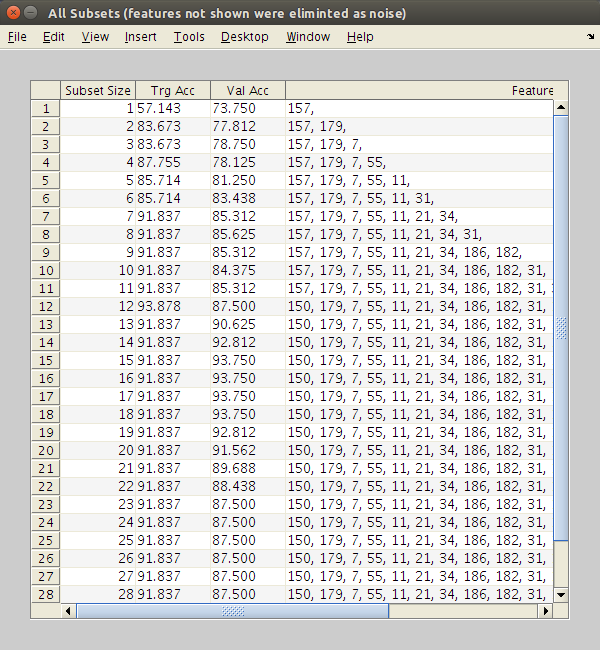 All Subsets (features not shown were eliminted as noise)
File Edit View Insert Tools Desktop Window Help
Subset Size Trg Acc Val Acc Feature
1 1 57.143 73.750 157,
2 2 83.673 77.812 157, 179,
3 3 83.673 78.750 157, 179, 7,
4 4 87.755 78.125 157, 179, 7, 55,
5 5 85.714 81.250 157, 179, 7, 55, 11,
6 6 85.714 83.438 157, 179, 7, 55, 11, 31,
7 7 91.837 85.312 157, 179, 7, 55, 11, 21, 34,
8 8 91.837 85.625 157, 179, 7, 55, 11, 21, 34, 31,
9 9 91.837 85.312 157, 179, 7, 55, 11, 21, 34, 186, 182,
10 10 91.837 84.375 157, 179, 7, 55, 11, 21, 34, 186, 182, 31,
11 11 91.837 85.312 157, 179, 7, 55, 11, 21, 34, 186, 182, 31,
12 12 93.878 87.500 150, 179, 7, 55, 11, 21, 34, 186, 182, 31,
13 13 91.837 90.625 150, 179, 7, 55, 11, 21, 34, 186, 182, 31,
14 14 91.837 92.812 150, 179, 7, 55, 11, 21, 34, 186, 182, 31,
15 15 91.837 93.750 150, 179, 7, 55, 11, 21, 34, 186, 182, 31,
16 16 91.837 93.750 150, 179, 7, 55, 11, 21, 34, 186, 182, 31,
17 17 91.837 93.750 150, 179, 7, 55, 11, 21, 34, 186, 182, 31,
18 18 91.837 93.750 150, 179, 7, 55, 11, 21, 34, 186, 182, 31,
19 19 91.837 92.812 150, 179, 7, 55, 11, 21, 34, 186, 182, 31,
20 20 91.837 91.562 150, 179, 7, 55, 11, 21, 34, 186, 182, 31,
21 21 91.837 89.688 150, 179, 7, 55, 11, 21, 34, 186, 182, 31,
22 22 91.837 88.438 150, 179, 7, 55, 11, 21, 34, 186, 182, 31,
23 23 91.837 87.500 150, 179, 7, 55, 11, 21, 34, 186, 182, 31,
24 24 91.837 87.500 150, 179, 7, 55, 11, 21, 34, 186, 182, 31,
25 25 91.837 87.500 150, 179, 7, 55, 11, 21, 34, 186, 182, 31,
26 26 91.837 87.500 150, 179, 7, 55, 11, 21, 34, 186, 182, 31,
27 27 91.837 87.500 150, 179, 7, 55, 11, 21, 34, 186, 182, 31,
28 28 91.837 87.500 150, 179, 7, 55, 11, 21, 34, 186, 182, 31,